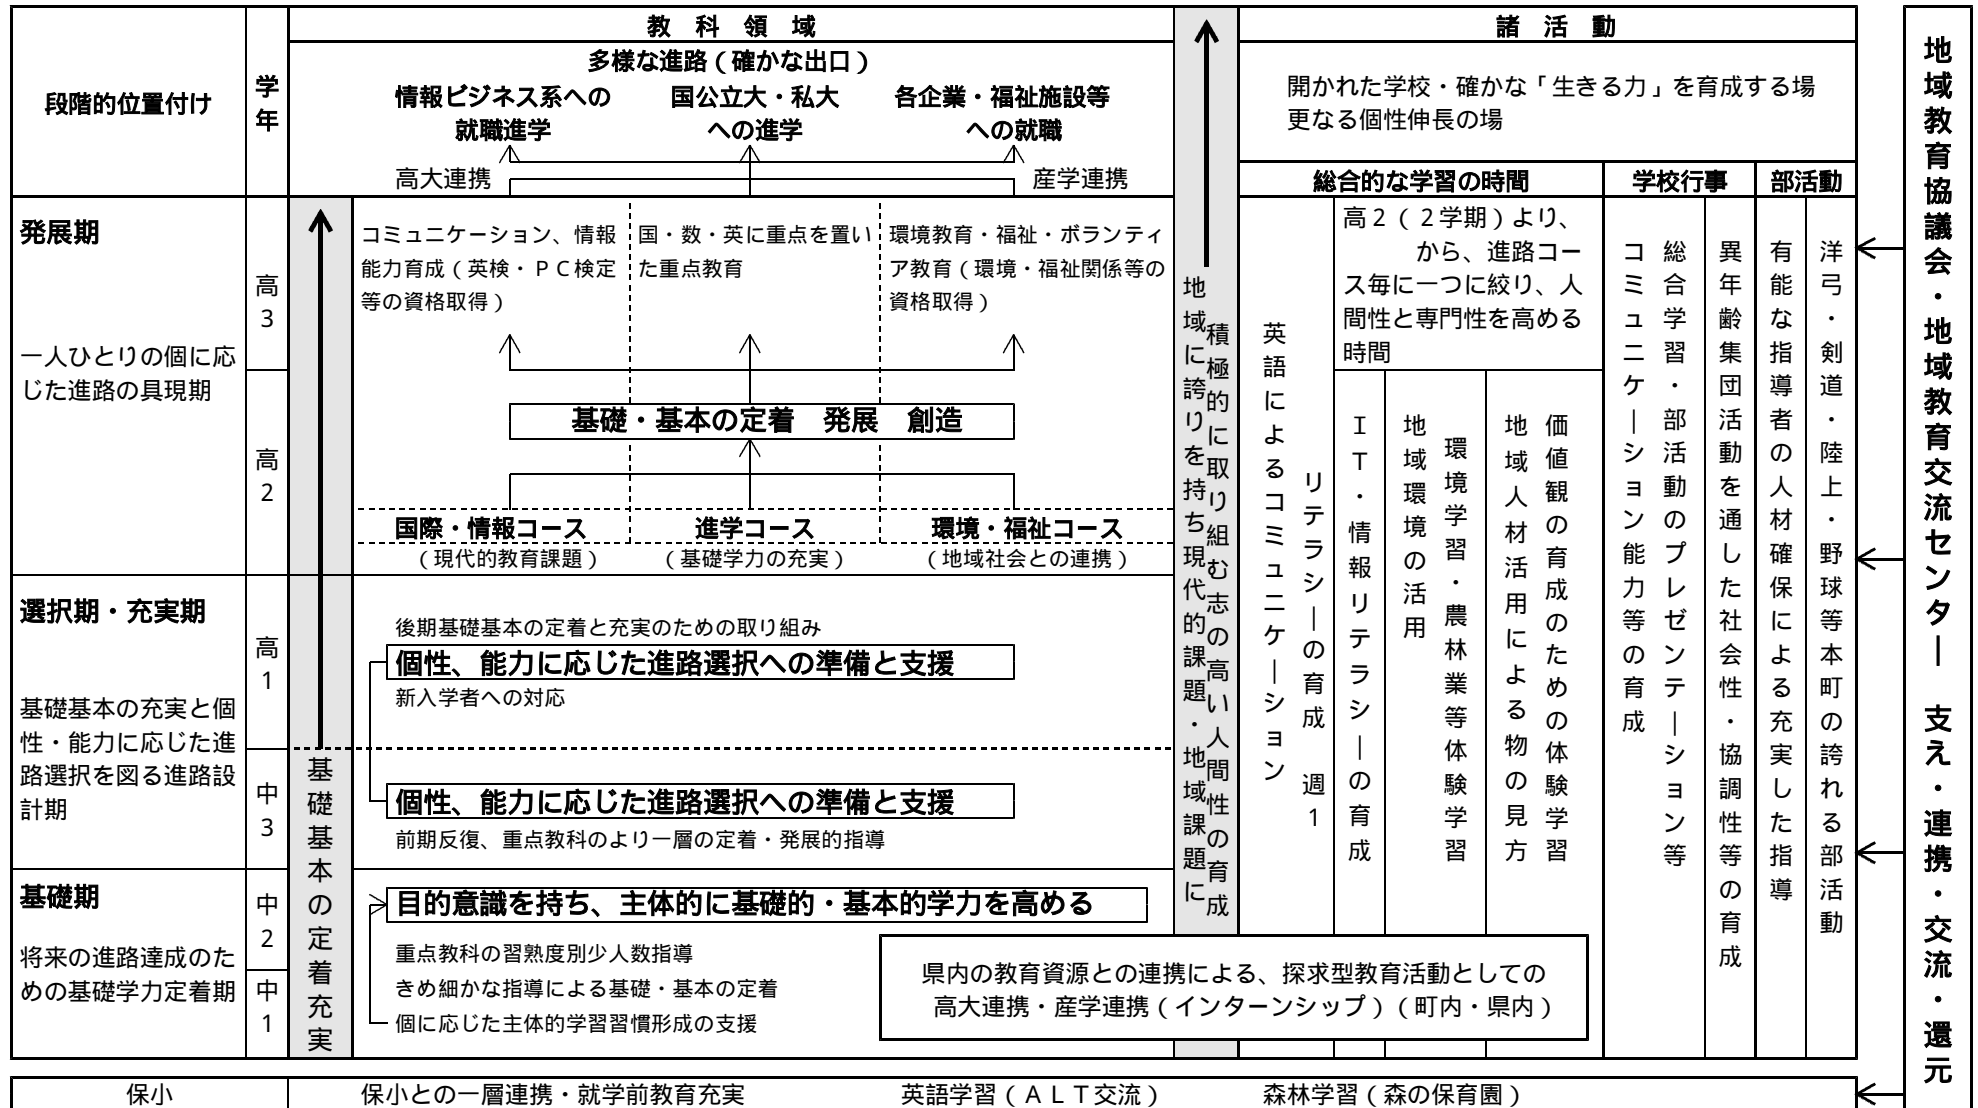 段階的位置付け
学年
教科領域
多様な進路(確かな出口)
情報ビジネス系への
就職進学
国公立大・私大
への進学
各企業・福祉施設等
への就職
高大連携
産学連携
諸活動
開かれた学校・確かな「生きる力」を育成する場
更なる個性伸長の場
総合的な学習の時間
学校行事
部活動
発展期
一人ひとりの個に応
じた進路の具現期
高3
高2
コミュニケーション、情報
能力育成(英検・PC検定
等の資格取得)
国・数・英に重点を置い
た重点教育
環境教育・福祉・ボランティ
ア教育(環境・福祉関係等の
資格取得)
基礎・基本の定着 発展 創造
国際・情報コース
進学コース
環境・福祉コース
(現代的教育課題)
(基礎学力の充実)
(地域社会との連携)
選択期・充実期
基礎基本の充実と個
性・能力に応じた進
路選択を図る進路設
計期
高1
中3
後期基礎基本の定着と充実のための取り組み
個性、能力に応じた進路選択への準備と支援
新入学者への対応
個性、能力に応じた進路選択への準備と支援
前期反復、重点教科のより一層の定着・発展的指導
基礎期
将来の進路達成のた
めの基礎学力定着期
中2
中1
基礎基本の定着充実
目的意識を持ち、主体的に基礎的・基本的学力を高める
重点教科の習熟度別少人数指導
きめ細かな指導による基礎・基本の定着
個に応じた主体的学習習慣形成の支援
地域に誇りを持ち現代的課題・地域課題に
積極的に取り組む志の高い人間性の育成
高2(2学期)より、
から、進路コー
ス毎に一つに絞り、人
間性と専門性を高める
時間
英語によるコミュニケーション
リテラシーの育成 週1
IT・情報リテラシーの育成
地域環境の活用
環境学習・農林業等体験学習
地域人材活用による物の見方
価値観の育成のための体験学習
コミュニケーション能力等の育成
総合学習・部活動のプレゼンテーション等
異年齢集団活動を通した社会性・協調性等の育成
有能な指導者の人材確保による充実した指導
洋弓・剣道・陸上・野球等本町の誇れる部活動
県内の教育資源との連携による、探求型教育活動としての
高大連携・産学連携(インターンシップ)(町内・県内)
地域教育協議会・地域教育交流センター 支え・連携・交流・還元
保小
保小との一層連携・就学前教育充実
英語学習(ALT交流)
森林学習(森の保育園)